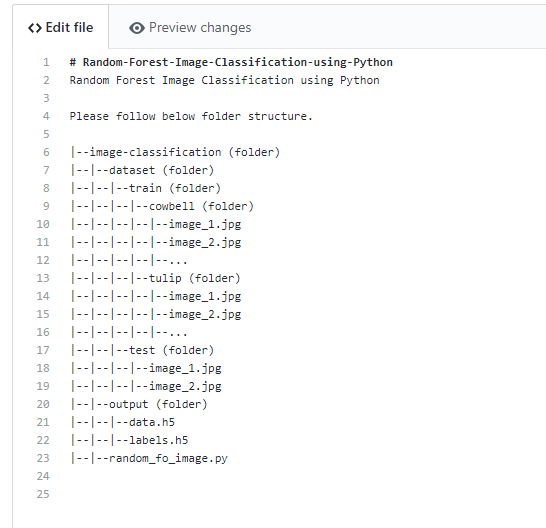 Edit file
Preview changes
1 # Random-Forest-Image-Classification-using-Python
2 Random Forest Image Classification using Python
3
4 Please follow below folder structure.
5
6 |--image-classification (folder)
7 |--|--dataset (folder)
8 |--|--|--train (folder)
9 |--|--|--|--cowbell (folder)
10 |--|--|--|--|--image_1.jpg
11 |--|--|--|--|--image_2.jpg
12 |--|--|--|--|--...
13 |--|--|--|--tulip (folder)
14 |--|--|--|--|--image_1.jpg
15 |--|--|--|--|--image_2.jpg
16 |--|--|--|--|--...
17 |--|--|--test (folder)
18 |--|--|--|--image_1.jpg
19 |--|--|--|--image_2.jpg
20 |--|--output (folder)
21 |--|--|--data.h5
22 |--|--|--labels.h5
23 |--|--random_fo_image.py
24
25